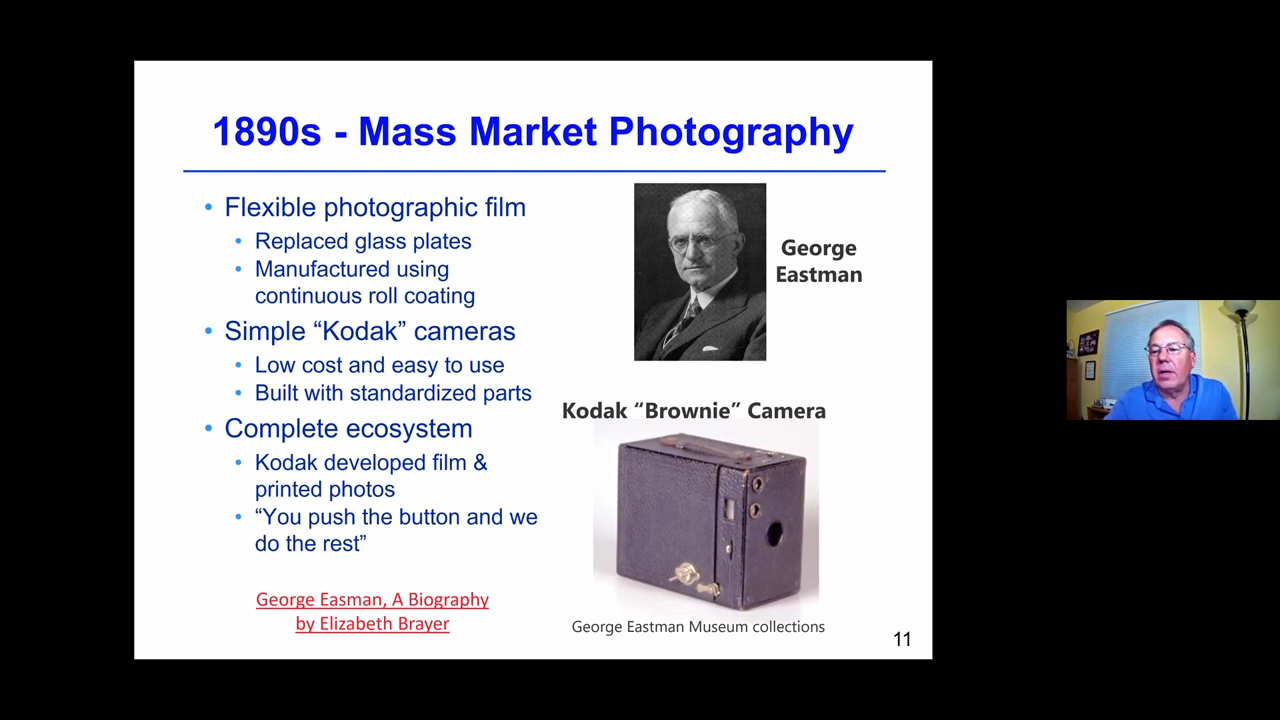 1890s - Mass Market Photography
• Flexible photographic film
• Replaced glass plates
• Manufactured using
continuous roll coating
• Simple “Kodak” cameras
• Low cost and easy to use
• Built with standardized parts
• Complete ecosystem
• Kodak developed film &
printed photos
• “You push the button and we
do the rest”
George Easman, A Biography
by Elizabeth Brayer
George
Eastman
Kodak “Brownie” Camera
George Eastman Museum collections
11